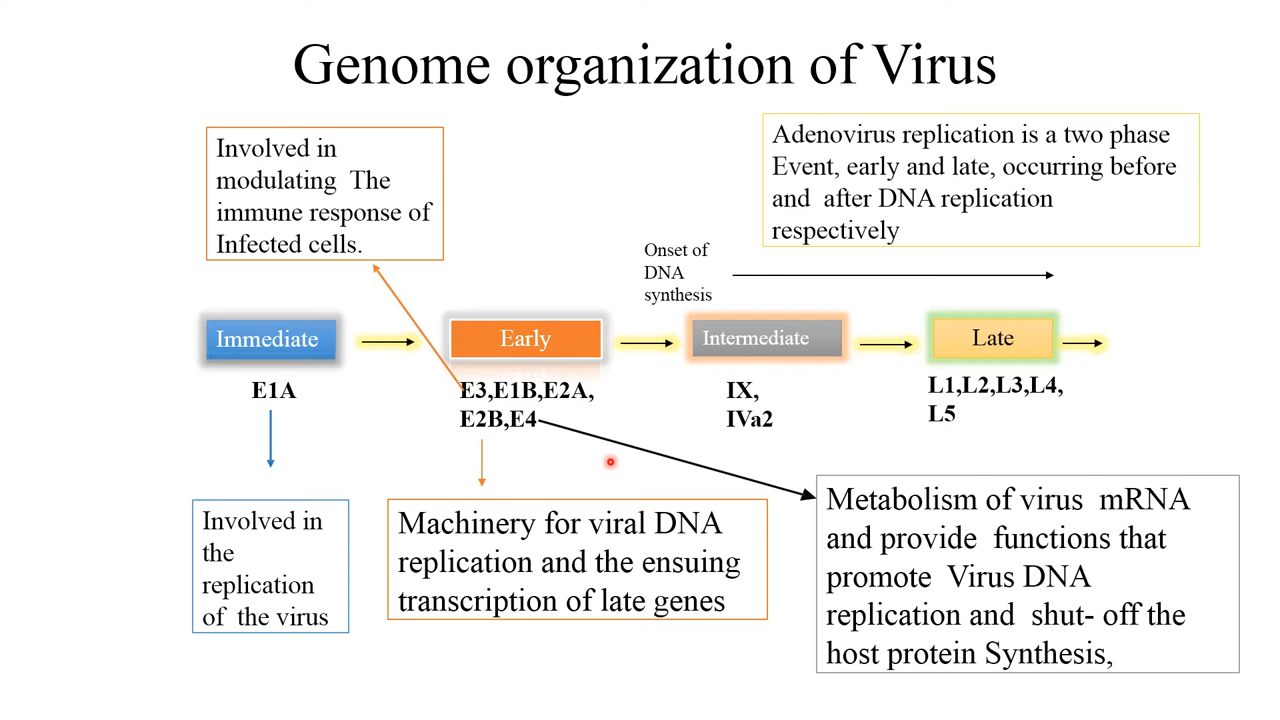 Genome organization of Virus
Involved in
modulating The
immune response of
Infected cells.
Adenovirus replication is a two phase
Event, early and late, occurring before
and after DNA replication
respectively
Onset of
DNA
synthesis
Immediate
Early
Intermediate
Late
E1A
E3,E1B,E2A,
E2B,E4
IX,
IVa2
L1,L2,L3,L4,
L5
Involved in
the
replication
of the virus
Machinery for viral DNA
replication and the ensuing
transcription of late genes
Metabolism of virus mRNA
and provide functions that
promote Virus DNA
replication and shut- off the
host protein Synthesis,